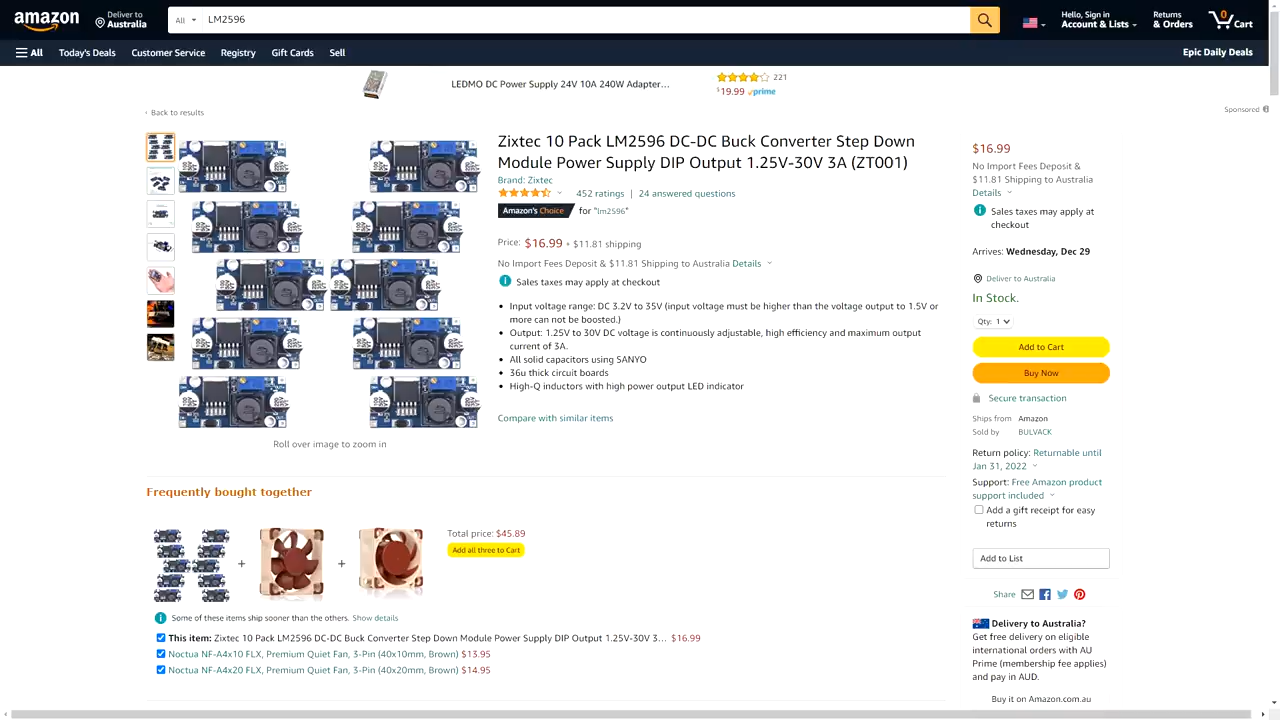 amazon
Deliver to
Australia
All
LM2596
Hello, Sign in
Account & Lists
Returns
& Orders
0
Cart
All
Today's Deals
Customer Service
Gift Cards
Registry
Sell
Epic Daily Deals
LEDMO DC Power Supply 24V 10A 240W Adapter…
221
$19.99 prime
Sponsored
‹ Back to results
Zixtec 10 Pack LM2596 DC-DC Buck Converter Step Down
Module Power Supply DIP Output 1.25V-30V 3A (ZT001)
Brand: Zixtec
452 ratings | 24 answered questions
Amazon's Choice for "lm2596"
Price: $16.99 + $11.81 shipping
No Import Fees Deposit & $11.81 Shipping to Australia Details
Sales taxes may apply at checkout
• Input voltage range: DC 3.2V to 35V (input voltage must be higher than the voltage output to 1.5V or
more can not be boosted.)
• Output: 1.25V to 30V DC voltage is continuously adjustable, high efficiency and maximum output
current of 3A.
• All solid capacitors using SANYO
• 36u thick circuit boards
• High-Q inductors with high power output LED indicator
Compare with similar items
Roll over image to zoom in
$16.99
No Import Fees Deposit &
$11.81 Shipping to Australia
Details
Sales taxes may apply at
checkout
Arrives: Wednesday, Dec 29
Deliver to Australia
In Stock.
Qty: 1
Add to Cart
Buy Now
Secure transaction
Ships from Amazon
Sold by BULVACK
Return policy: Returnable until
Jan 31, 2022
Support: Free Amazon product
support included
Add a gift receipt for easy
returns
Add to List
Share
Delivery to Australia?
Get free delivery on eligible
international orders with AU
Prime (membership fee applies)
and pay in AUD.
Buy it on Amazon.com.au
Frequently bought together
+
+
Total price: $45.89
Add all three to Cart
Some of these items ship sooner than the others. Show details
This item: Zixtec 10 Pack LM2596 DC-DC Buck Converter Step Down Module Power Supply DIP Output 1.25V-30V 3… $16.99
Noctua NF-A4x10 FLX, Premium Quiet Fan, 3-Pin (40x10mm, Brown) $13.95
Noctua NF-A4x20 FLX, Premium Quiet Fan, 3-Pin (40x20mm, Brown) $14.95